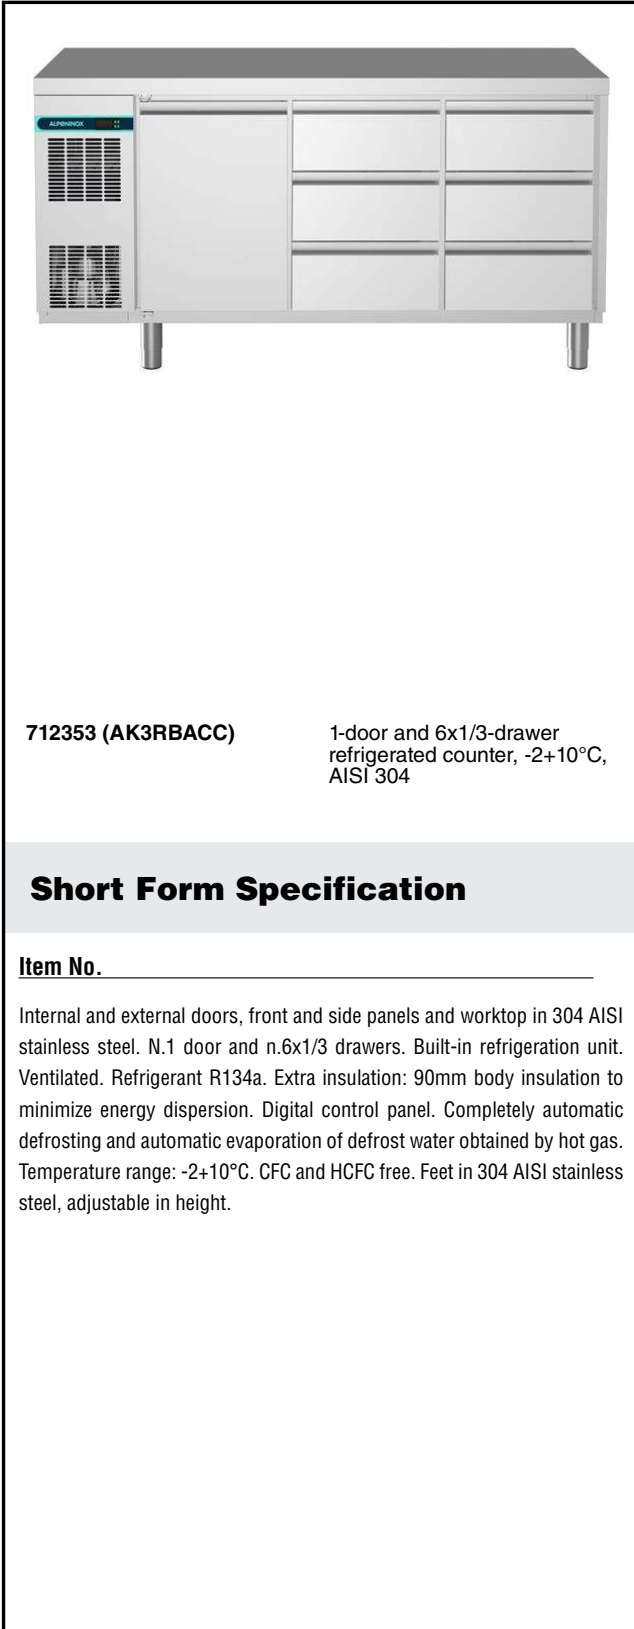 ALPENINOX
712353 (AK3RBACC)
1-door and 6x1/3-drawer
refrigerated counter, -2+10°C,
AISI 304
Short Form Specification
Item No.
Internal and external doors, front and side panels and worktop in 304 AISI
stainless steel. N.1 door and n.6x1/3 drawers. Built-in refrigeration unit.
Ventilated. Refrigerant R134a. Extra insulation: 90mm body insulation to
minimize energy dispersion. Digital control panel. Completely automatic
defrosting and automatic evaporation of defrost water obtained by hot gas.
Temperature range: -2+10°C. CFC and HCFC free. Feet in 304 AISI stainless
steel, adjustable in height.